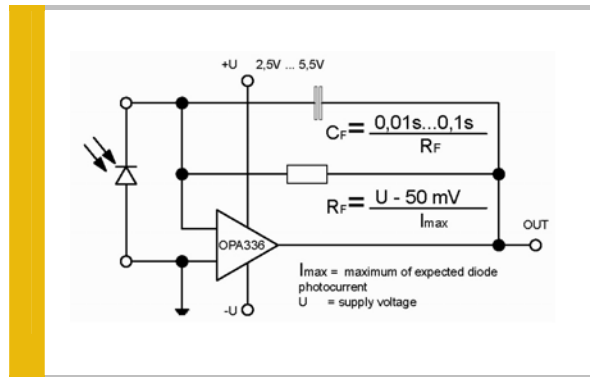 +U 2,5V ... 5,5V
CF= 0,01s...0,1s
RF
RF= U - 50 mV
Imax
OUT
OPA336
Imax = maximum of expected diode
photocurrent
U = supply voltage
-U